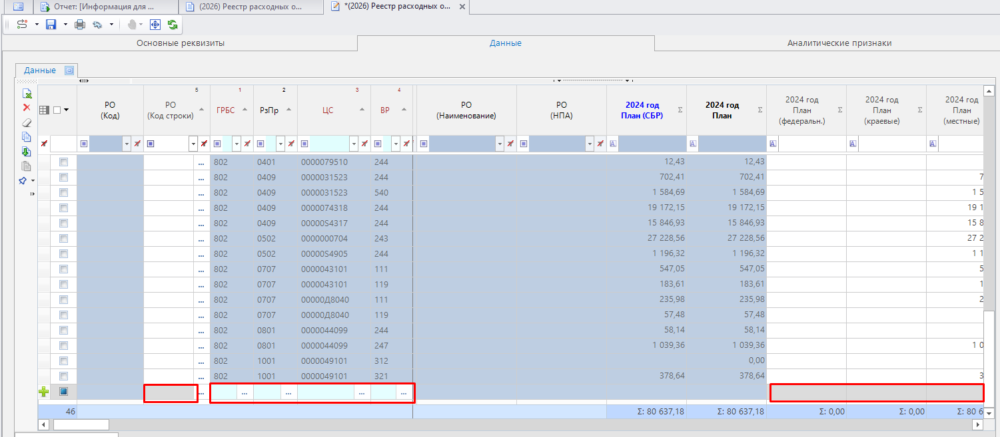 Отчет: [Информация для ...
(2026) Реестр расходных о...
*(2026) Реестр расходных о...
Основные реквизиты
Данные
Аналитические признаки
Данные
РО (Код)
5 РО (Код строки)
1 ГРБС
2 РзПр
3 ЦС
4 ВР
РО (Наименование)
РО (НПА)
2024 год План (СБР) Σ
2024 год План Σ
2024 год План (федеральн.) Σ
2024 год План (краевые) Σ
2024 год План (местные)
... 802 0401 0000079510 244 12,43 12,43
... 802 0409 0000031523 244 702,41 702,41 7
... 802 0409 0000031523 540 1 584,69 1 584,69 1 5
... 802 0409 0000074318 244 19 172,15 19 172,15 19 1
... 802 0409 00000S4317 244 15 846,93 15 846,93 15 8
... 802 0502 0000000704 243 27 228,56 27 228,56 27 2
... 802 0502 00000S4905 244 1 196,32 1 196,32 1 1
... 802 0707 0000043101 111 547,05 547,05 5
... 802 0707 0000043101 119 183,61 183,61 1
... 802 0707 00000Д8040 111 235,98 235,98 2
... 802 0707 00000Д8040 119 57,48 57,48
... 802 0801 0000044099 244 58,14 58,14
... 802 0801 0000044099 247 1 039,36 1 039,36 1 0
... 802 1001 0000049101 312 0,00
... 802 1001 0000049101 321 378,64 378,64 3
... ... ... ... ...
46 Σ: 80 637,18 Σ: 80 637,18 Σ: 0,00 Σ: 0,00 Σ: 80 6